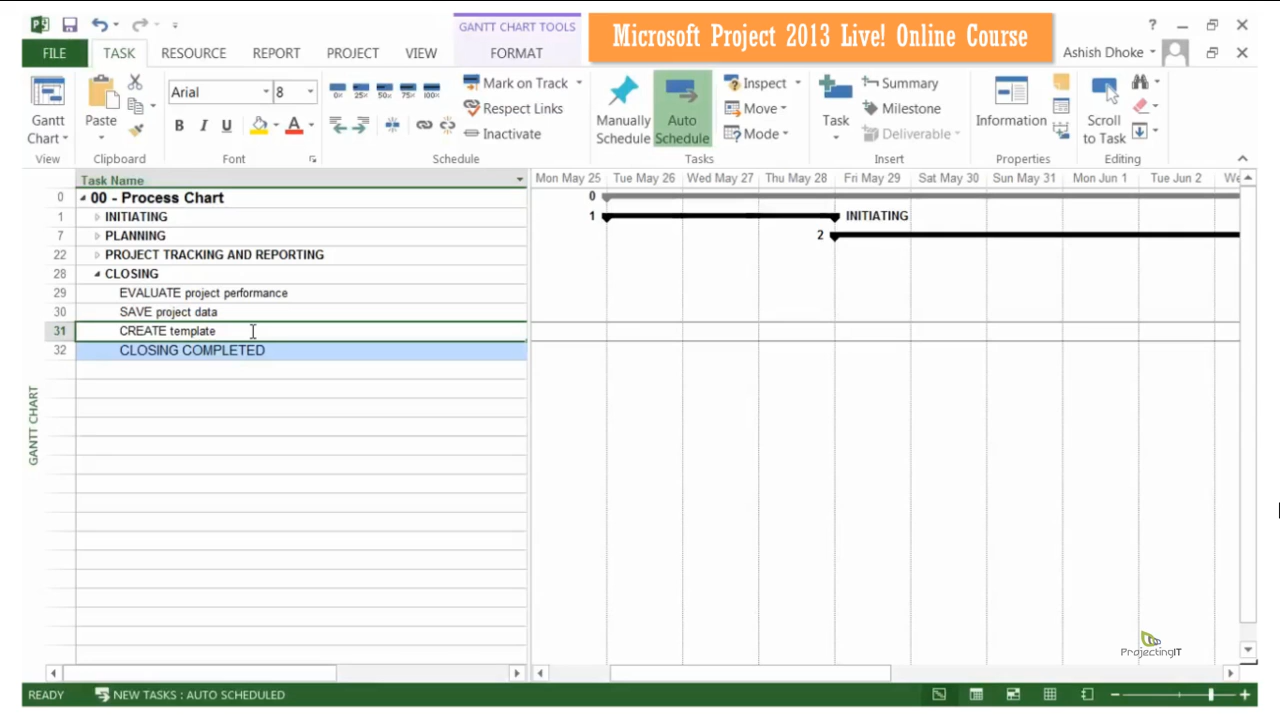 GANTT CHART TOOLS
Microsoft Project 2013 Live! Online Course
?
FILE
TASK
RESOURCE
REPORT
PROJECT
VIEW
FORMAT
Ashish Dhoke
Gantt Chart
View
Paste
Clipboard
Arial
8
B I U
A
Font
0% 25% 50% 75% 100%
Mark on Track
Respect Links
Inactivate
Schedule
Manually Schedule
Auto Schedule
Inspect
Move
Mode
Tasks
Task
Summary
Milestone
Deliverable
Insert
Information
Properties
Scroll to Task
Editing
Task Name
Mon May 25 Tue May 26 Wed May 27 Thu May 28 Fri May 29 Sat May 30 Sun May 31 Mon Jun 1 Tue Jun 2
0 00 - Process Chart 0
1 INITIATING 1 INITIATING
7 PLANNING 2
22 PROJECT TRACKING AND REPORTING
28 CLOSING
29 EVALUATE project performance
30 SAVE project data
31 CREATE template
32 CLOSING COMPLETED
GANTT CHART
ProjectingIT
READY
NEW TASKS : AUTO SCHEDULED